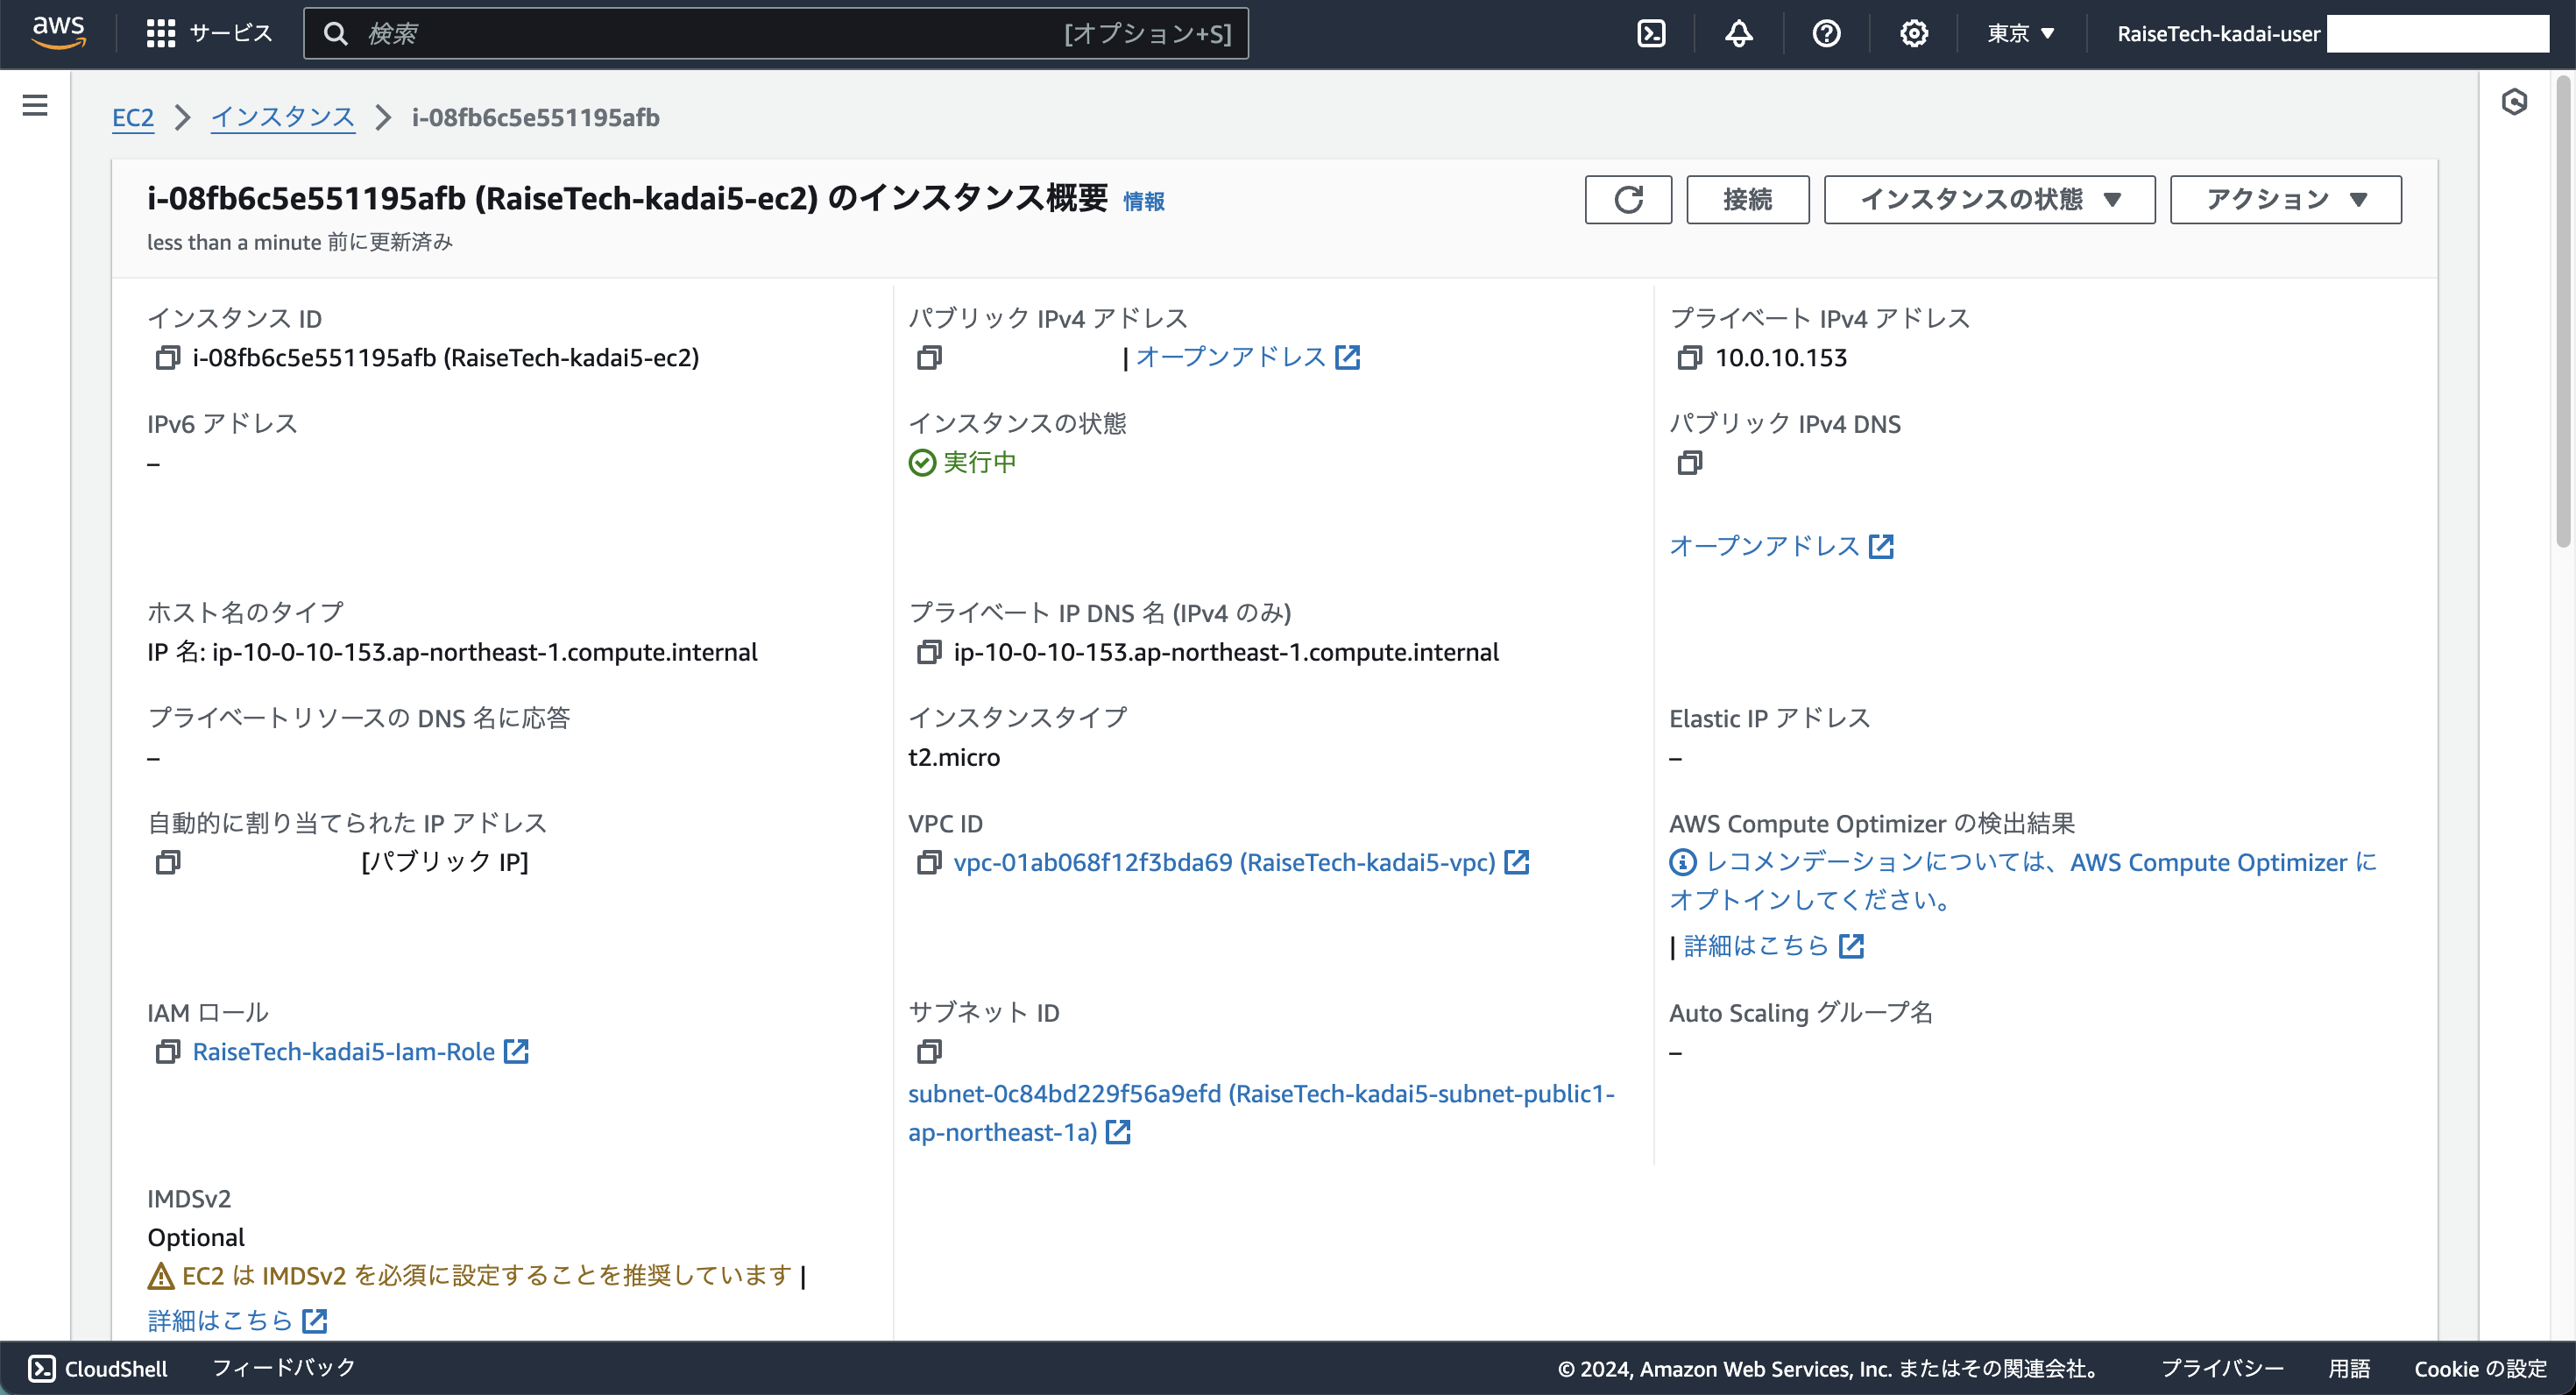 aws
サービス
検索
[オプション+S]
東京 ▼
RaiseTech-kadai-user
EC2 > インスタンス > i-08fb6c5e551195afb
i-08fb6c5e551195afb (RaiseTech-kadai5-ec2) のインスタンス概要 情報
less than a minute 前に更新済み
接続
インスタンスの状態 ▼
アクション ▼
インスタンス ID
i-08fb6c5e551195afb (RaiseTech-kadai5-ec2)
パブリック IPv4 アドレス
| オープンアドレス
プライベート IPv4 アドレス
10.0.10.153
IPv6 アドレス
–
インスタンスの状態
実行中
パブリック IPv4 DNS
オープンアドレス
ホスト名のタイプ
IP 名: ip-10-0-10-153.ap-northeast-1.compute.internal
プライベート IP DNS 名 (IPv4 のみ)
ip-10-0-10-153.ap-northeast-1.compute.internal
プライベートリソースの DNS 名に応答
–
インスタンスタイプ
t2.micro
Elastic IP アドレス
–
自動的に割り当てられた IP アドレス
[パブリック IP]
VPC ID
vpc-01ab068f12f3bda69 (RaiseTech-kadai5-vpc)
AWS Compute Optimizer の検出結果
レコメンデーションについては、AWS Compute Optimizer に
オプトインしてください。
| 詳細はこちら
IAM ロール
RaiseTech-kadai5-Iam-Role
サブネット ID
subnet-0c84bd229f56a9efd (RaiseTech-kadai5-subnet-public1-
ap-northeast-1a)
Auto Scaling グループ名
–
IMDSv2
Optional
EC2 は IMDSv2 を必須に設定することを推奨しています |
詳細はこちら
CloudShell
フィードバック
© 2024, Amazon Web Services, Inc. またはその関連会社。
プライバシー
用語
Cookie の設定